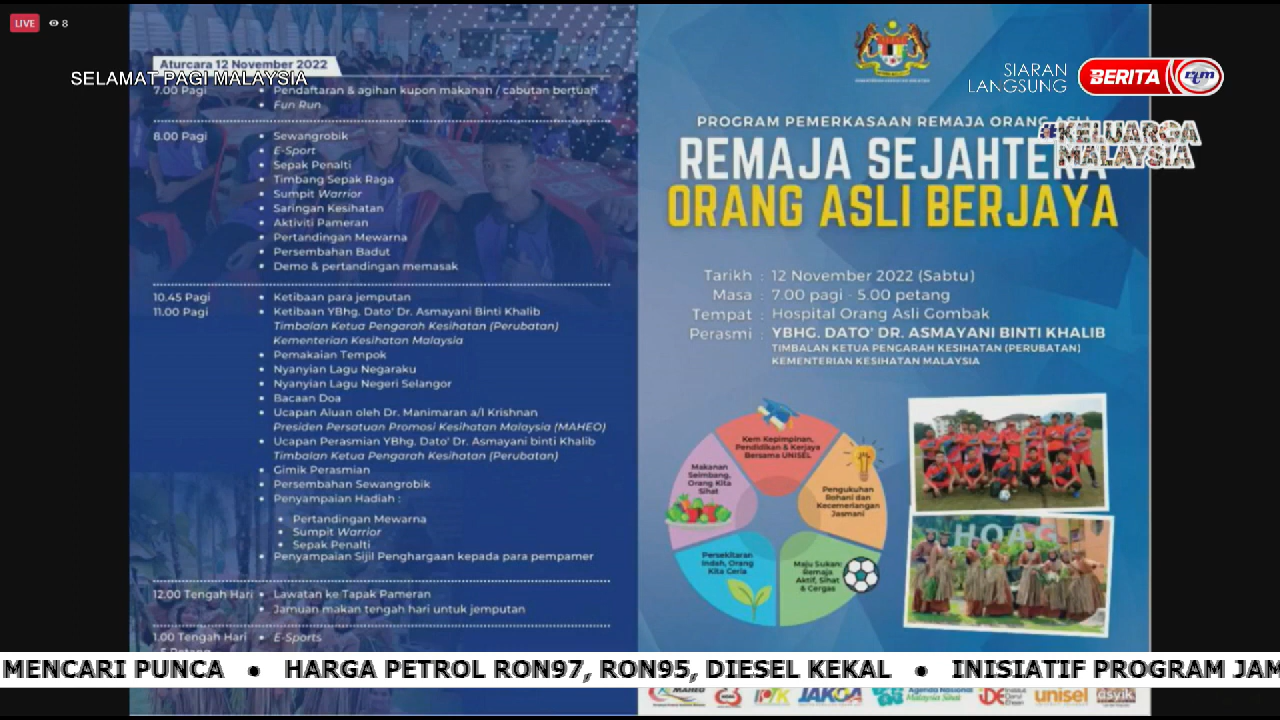 LIVE 8
SELAMAT PAGI MALAYSIA
SIARAN LANGSUNG
BERITA rtm
#KELUARGA MALAYSIA
Aturcara 12 November 2022
7.00 Pagi • Pendaftaran & agihan kupon makanan / cabutan bertuah
• Fun Run
8.00 Pagi • Sewangrobik
• E-Sport
• Sepak Penalti
• Timbang Sepak Raga
• Sumpit Warrior
• Saringan Kesihatan
• Aktiviti Pameran
• Pertandingan Mewarna
• Persembahan Badut
• Demo & pertandingan memasak
10.45 Pagi • Ketibaan para jemputan
11.00 Pagi • Ketibaan YBhg. Dato' Dr. Asmayani Binti Khalib
Timbalan Ketua Pengarah Kesihatan (Perubatan)
Kementerian Kesihatan Malaysia
• Pemakaian Tempok
• Nyanyian Lagu Negaraku
• Nyanyian Lagu Negeri Selangor
• Bacaan Doa
• Ucapan Aluan oleh Dr. Manimaran a/l Krishnan
Presiden Persatuan Promosi Kesihatan Malaysia (MAHEO)
• Ucapan Perasmian YBhg. Dato' Dr. Asmayani binti Khalib
Timbalan Ketua Pengarah Kesihatan (Perubatan)
• Gimik Perasmian
• Persembahan Sewangrobik
• Penyampaian Hadiah :
• Pertandingan Mewarna
• Sumpit Warrior
• Sepak Penalti
• Penyampaian Sijil Penghargaan kepada para pempamer
12.00 Tengah Hari • Lawatan ke Tapak Pameran
• Jamuan makan tengah hari untuk jemputan
1.00 Tengah Hari • E-Sports
PROGRAM PEMERKASAAN REMAJA ORANG ASLI
REMAJA SEJAHTERA
ORANG ASLI BERJAYA
Tarikh : 12 November 2022 (Sabtu)
Masa : 7.00 pagi - 5.00 petang
Tempat : Hospital Orang Asli Gombak
Perasmi : YBHG. DATO' DR. ASMAYANI BINTI KHALIB
TIMBALAN KETUA PENGARAH KESIHATAN (PERUBATAN)
KEMENTERIAN KESIHATAN MALAYSIA
Kem Kepimpinan,
Pendidikan & Kerjaya
Bersama UNISEL
Pengukuhan
Rohani dan
Kecemerlangan
Jasmani
Maju Sukan:
Remaja
Aktif, Sihat
& Cergas
Persekitaran
Indah, Orang
Kita Ceria
Makanan
Seimbang,
Orang Kita
Sihat
HOAG
MENCARI PUNCA • HARGA PETROL RON97, RON95, DIESEL KEKAL • INISIATIF PROGRAM JAM
MAHEO JAKOA Agenda Nasional Malaysia Sihat unisel asyik